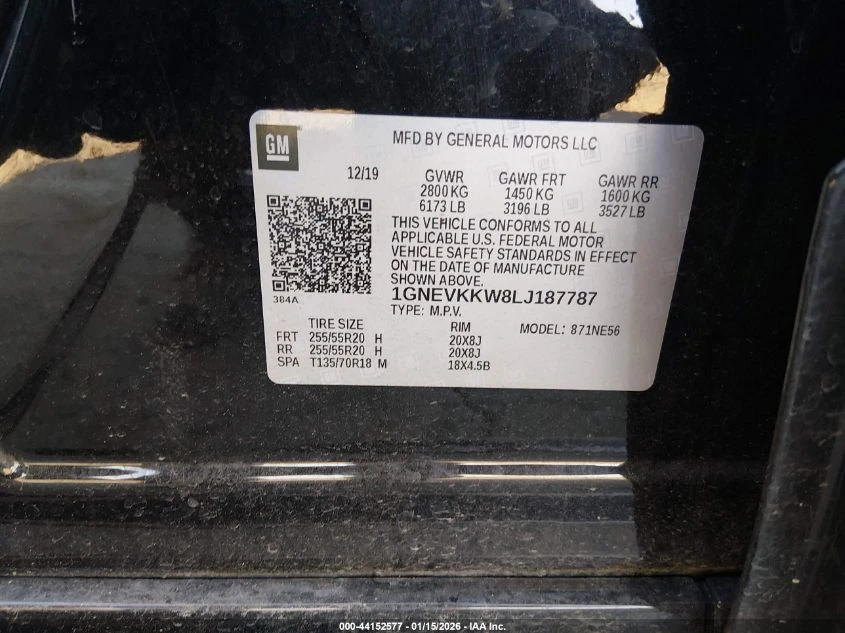 GM
MFD BY GENERAL MOTORS LLC
12/19
GVWR GAWR FRT GAWR RR
2800 KG 1450 KG 1600 KG
6173 LB 3196 LB 3527 LB
THIS VEHICLE CONFORMS TO ALL
APPLICABLE U.S. FEDERAL MOTOR
VEHICLE SAFETY STANDARDS IN EFFECT
ON THE DATE OF MANUFACTURE
SHOWN ABOVE.
384A
1GNEVKKW8LJ187787
TYPE: M.P.V.
TIRE SIZE RIM MODEL: 871NE56
FRT 255/55R20 H 20X8J
RR 255/55R20 H 20X8J
SPA T135/70R18 M 18X4.5B
000-44152577 - 01/15/2026 - IAA Inc.